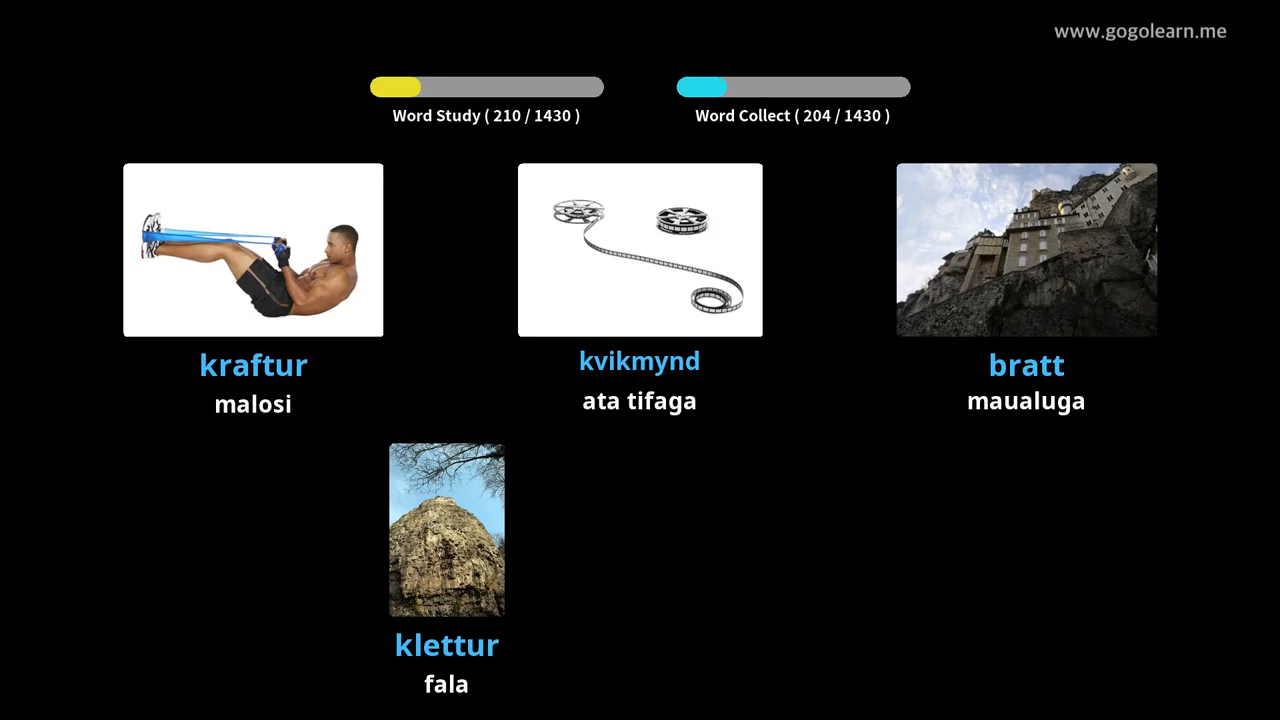 www.gogolearn.me
Word Study ( 210 / 1430 )
Word Collect ( 204 / 1430 )
kraftur
malosi
kvikmynd
ata tifaga
bratt
maualuga
klettur
fala